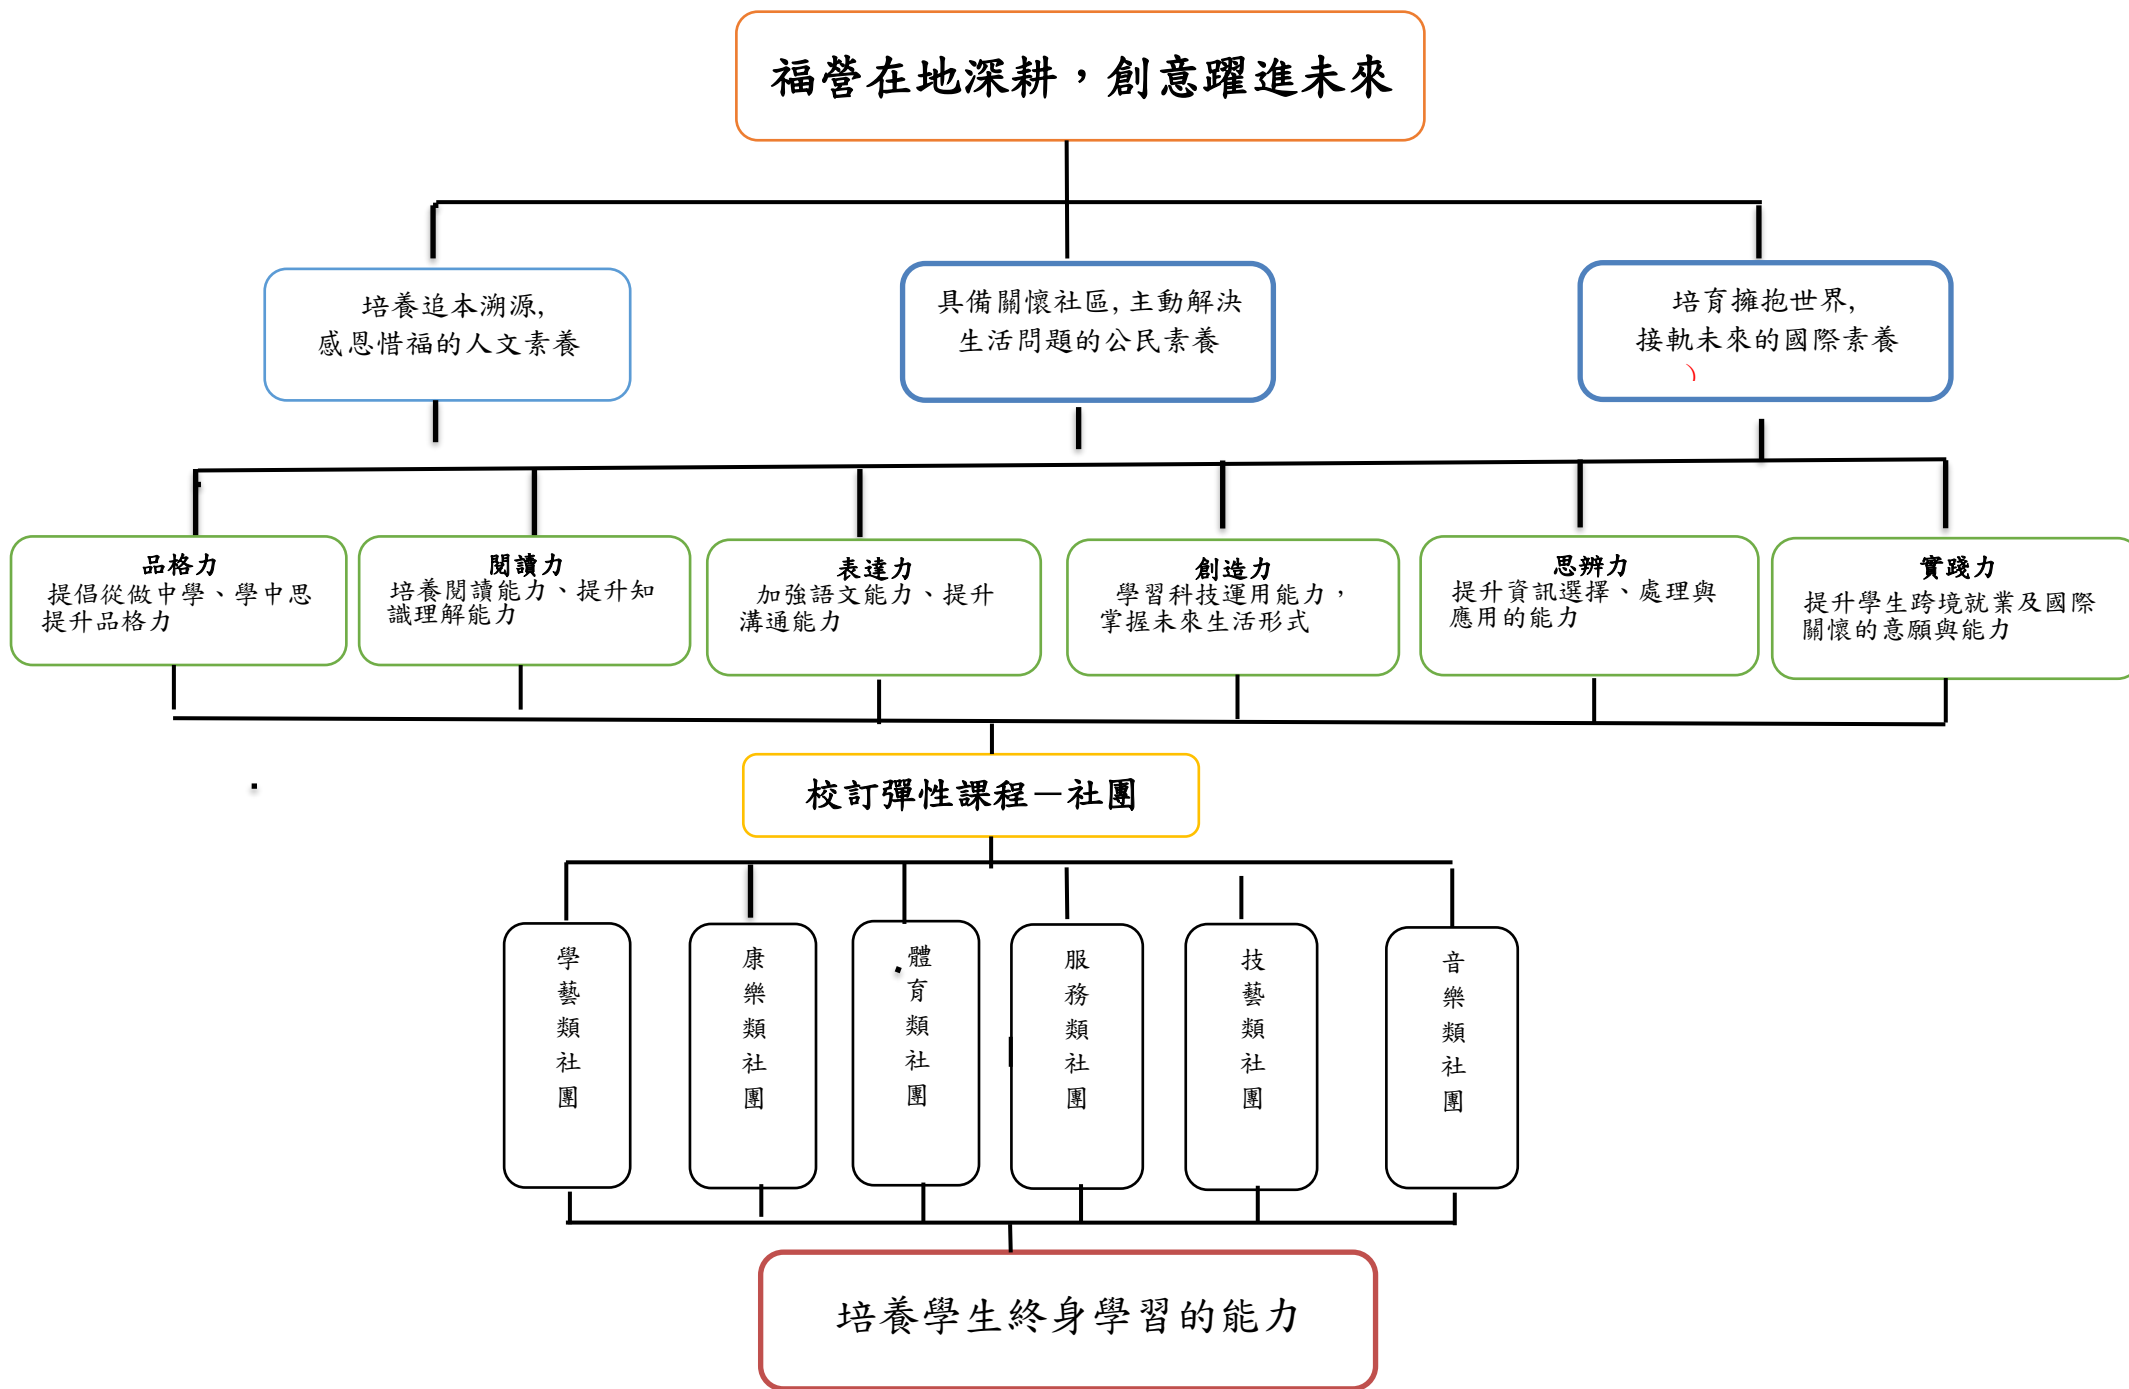 福營在地深耕，創意躍進未來
培養追本溯源,
感恩惜福的人文素養
具備關懷社區,主動解決
生活問題的公民素養
培育擁抱世界,
接軌未來的國際素養
品格力
提倡從做中學、學中思
提升品格力
閱讀力
培養閱讀能力、提升知
識理解能力
表達力
加強語文能力、提升
溝通能力
創造力
學習科技運用能力，
掌握未來生活形式
思辨力
提升資訊選擇、處理與
應用的能力
實踐力
提升學生跨境就業及國際
關懷的意願與能力
校訂彈性課程－社團
學藝類社團
康樂類社團
體育類社團
服務類社團
技藝類社團
音樂類社團
培養學生終身學習的能力